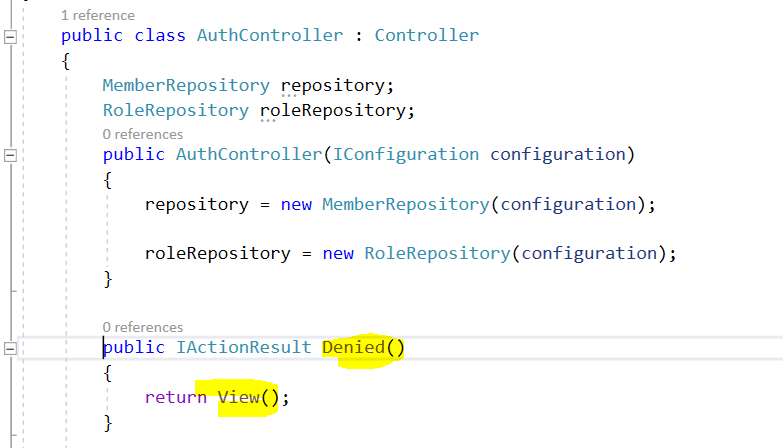 1 reference
public class AuthController : Controller
{
MemberRepository repository;
RoleRepository roleRepository;
0 references
public AuthController(IConfiguration configuration)
{
repository = new MemberRepository(configuration);
roleRepository = new RoleRepository(configuration);
}
0 references
public IActionResult Denied()
{
return View();
}